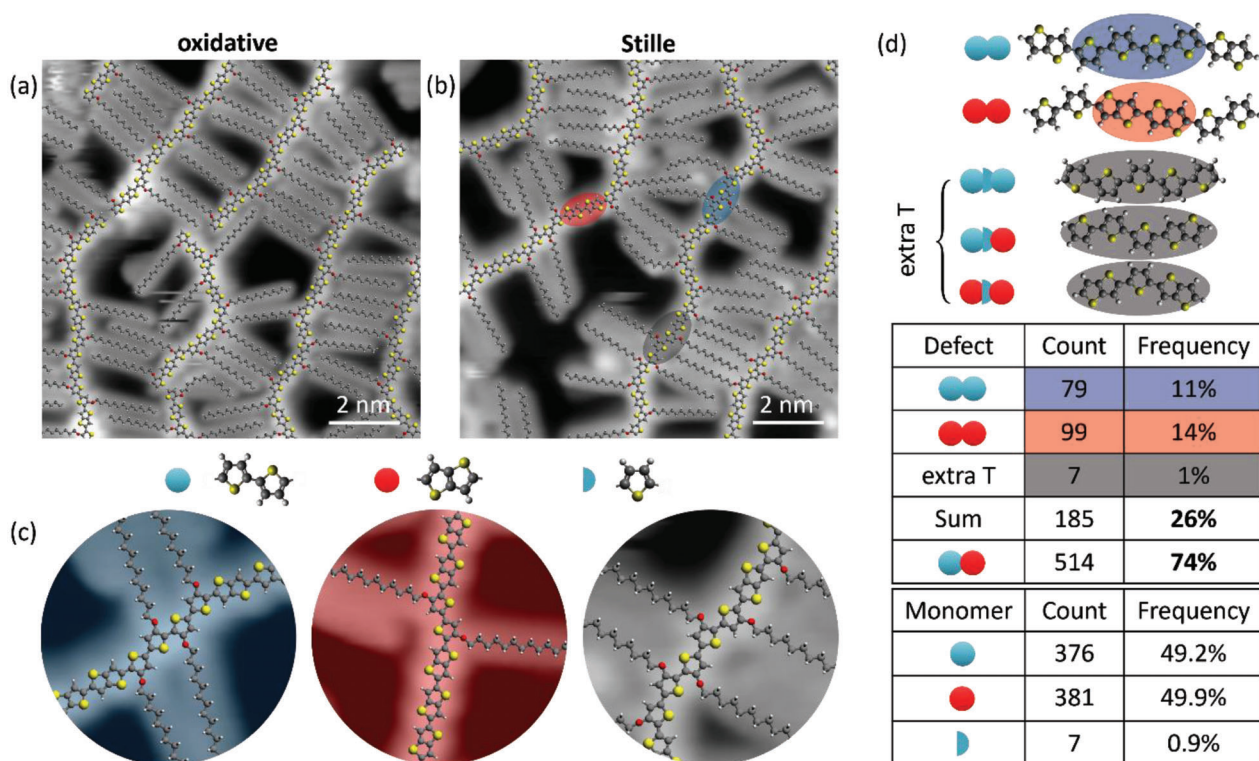 oxidative
Stille
(a)
(b)
2 nm
2 nm
(c)
(d)
extra T
Defect Count Frequency
79 11%
99 14%
extra T 7 1%
Sum 185 26%
514 74%
Monomer Count Frequency
376 49.2%
381 49.9%
7 0.9%